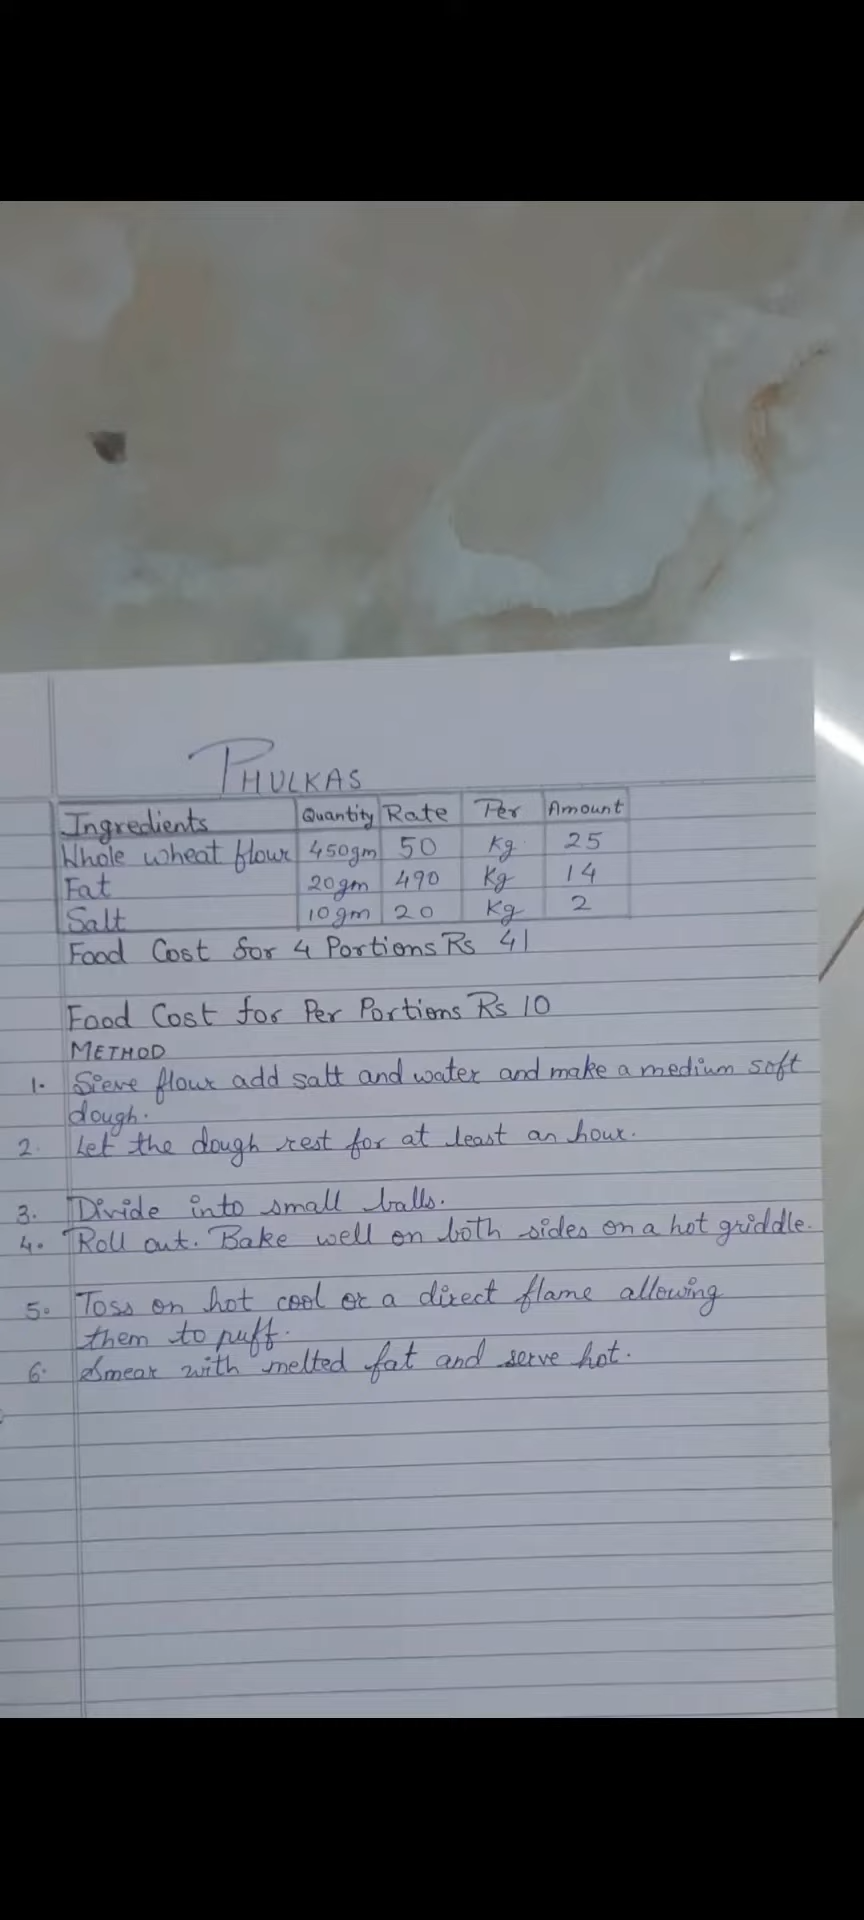 PHULKAS
Ingredients Quantity Rate Per Amount
Whole wheat flour 450gm 50 Kg 25
Fat 20gm 490 Kg 14
Salt 10gm 20 Kg 2
Food Cost for 4 Portions Rs 41
Food Cost for Per Portions Rs 10
METHOD
1. Sieve flour add salt and water and make a medium soft
dough.
2. Let the dough rest for at least an hour.
3. Divide into small balls.
4. Roll out. Bake well on both sides on a hot griddle.
5. Toss on hot cool or a direct flame allowing
them to puff.
6. Smear with melted fat and serve hot.